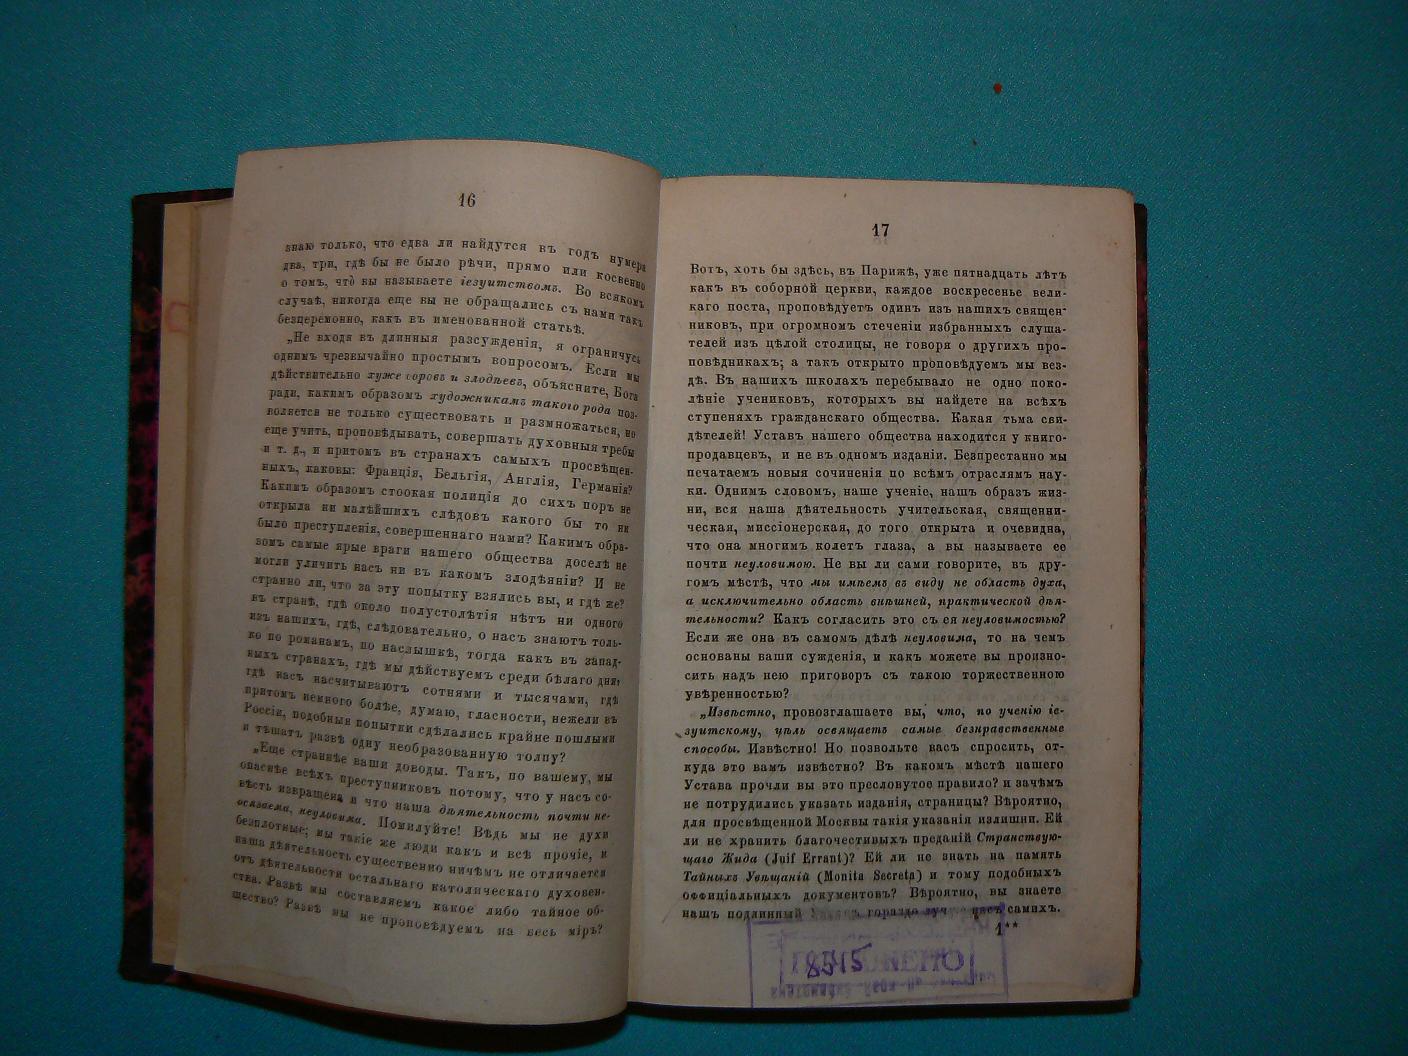 16
знаю только, что едва ли найдутся въ годъ нумера
два, три, гдѣ бы не было рѣчи, прямо или косвенно
о томъ, что вы называете іезуитствомъ. Во всякомъ
случаѣ, никогда еще вы не обращались съ нами такъ
безцеремонно, какъ въ именованной статьѣ.
„Не входя въ длинныя разсужденія, я ограничусь
однимъ чрезвычайно простымъ вопросомъ. Если мы
дѣйствительно хуже воровъ и злодѣевъ, объясните, Бога
ради, какимъ образомъ художникамъ такого рода поз-
воляется не только существовать и размножаться, но
еще учить, проповѣдывать, совершать духовныя требы
и т. д., и притомъ въ странахъ самыхъ просвѣщен-
ныхъ, каковы: Франція, Бельгія, Англія, Германія?
Какимъ образомъ стоокая полиція до сихъ поръ не
открыла ни малѣйшихъ слѣдовъ какого бы то ни
было преступленія, совершеннаго нами? Какимъ обра-
зомъ самые ярые враги нашего общества доселѣ не
могли уличить насъ ни въ какомъ злодѣяніи? И не
странно ли, что за эту попытку взялись вы, и гдѣ же?
въ странѣ, гдѣ около полустолѣтія нѣтъ ни одного
изъ нашихъ, гдѣ, слѣдовательно, о насъ знаютъ толь-
ко по романамъ, по наслышкѣ, тогда какъ въ запад-
ныхъ странахъ, гдѣ мы дѣйствуемъ среди бѣлаго дня,
гдѣ насъ насчитываютъ сотнями и тысячами, гдѣ
притомъ немного болѣе, думаю, гласности, нежели въ
Россіи, подобныя попытки сдѣлались крайне пошлыми
и тѣшатъ развѣ одну необразованную толпу?
„Еще страннѣе ваши доводы. Такъ, по вашему, мы
опаснѣе всѣхъ преступниковъ потому, что у насъ со-
вѣсть извращена и что наша дѣятельность почти не-
осязаема, неуловима. Помилуйте! Вѣдь мы не духи
безплотные; мы такіе же люди какъ и всѣ прочіе, и
наша дѣятельность существенно ничѣмъ не отличается
отъ дѣятельности остальнаго католическаго духовен-
ства. Развѣ мы составляемъ какое либо тайное об-
щество? Развѣ мы не проповѣдуемъ на весь міръ?
17
Вотъ, хоть бы здѣсь, въ Парижѣ, уже пятнадцать лѣтъ
какъ въ соборной церкви, каждое воскресенье вели-
каго поста, проповѣдуетъ одинъ изъ нашихъ священ-
никовъ, при огромномъ стеченіи избранныхъ слуша-
телей изъ цѣлой столицы, не говоря о другихъ про-
повѣдникахъ; а такъ открыто проповѣдуемъ мы вез-
дѣ. Въ нашихъ школахъ перебывало не одно поко-
лѣніе учениковъ, которыхъ вы найдете на всѣхъ
ступеняхъ гражданскаго общества. Какая тьма сви-
дѣтелей! Уставъ нашего общества находится у книго-
продавцевъ, и не въ одномъ изданіи. Безпрестанно мы
печатаемъ новыя сочиненія по всѣмъ отраслямъ нау-
ки. Однимъ словомъ, наше ученіе, нашъ образъ жиз-
ни, вся наша дѣятельность учительская, священни-
ческая, миссіонерская, до того открыта и очевидна,
что она многимъ колетъ глаза, а вы называете ее
почти неуловимою. Не вы ли сами говорите, въ дру-
гомъ мѣстѣ, что мы имѣемъ въ виду не область духа,
а исключительно область внѣшней, практической дѣя-
тельности? Какъ согласить это съ ея неуловимостью?
Если же она въ самомъ дѣлѣ неуловима, то на чемъ
основаны ваши сужденія, и какъ можете вы произно-
сить надъ нею приговоръ съ такою торжественною
увѣренностью?
„Извѣстно, провозглашаете вы, что, по ученію іе-
зуитскому, цѣль освящаетъ самые безнравственные
способы. Извѣстно! Но позвольте васъ спросить, от-
куда это вамъ извѣстно? Въ какомъ мѣстѣ нашего
Устава прочли вы это пресловутое правило? и зачѣмъ
не потрудились указать изданія, страницы? Вѣроятно,
для просвѣщенной Москвы такія указанія излишни. Ей
ли не хранить благочестивыхъ преданій Странствую-
щаго Жида (Juif Errant)? Ей ли не знать на память
Тайныхъ Увѣщаній (Monita Secreta) и тому подобныхъ
оффиціальныхъ документовъ? Вѣроятно, вы знаете
нашъ подлинный гораздо насъ самихъ.
1**
8515